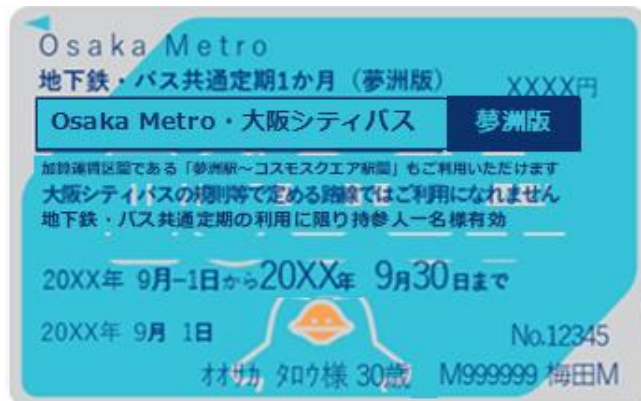 Osaka Metro
地下鉄・バス共通定期1か月（夢洲版）
XXXX円
Osaka Metro・大阪シティバス 夢洲版
加算運賃区間である「夢洲駅～コスモスクエア駅間」もご利用いただけます
大阪シティバスの規則等で定める路線ではご利用になれません
地下鉄・バス共通定期の利用に限り持参人一名様有効
20XX年 9月-1日から20XX年 9月30日まで
20XX年 9月 1日
No.12345
オオサカ タロウ様 30歳 M999999 梅田M